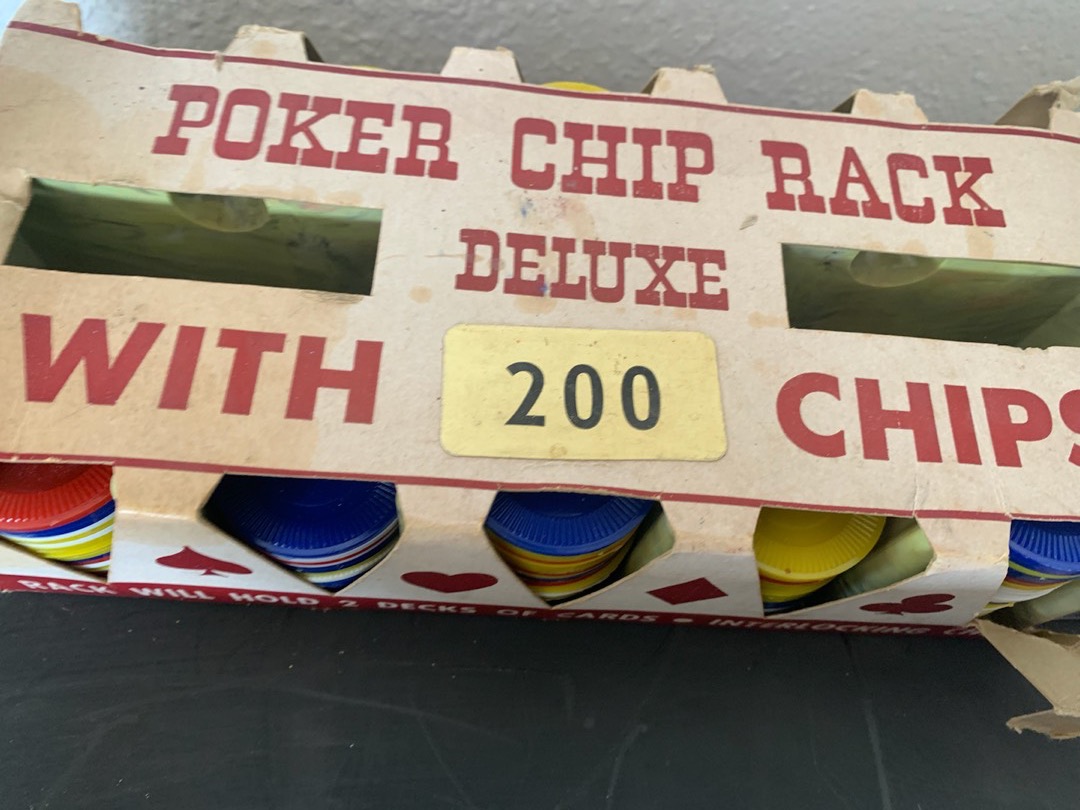 POKER CHIP RACK
DELUXE
WITH 200 CHIPS
RACK WILL HOLD 2 DECKS OF CARDS • INTERLOCKING